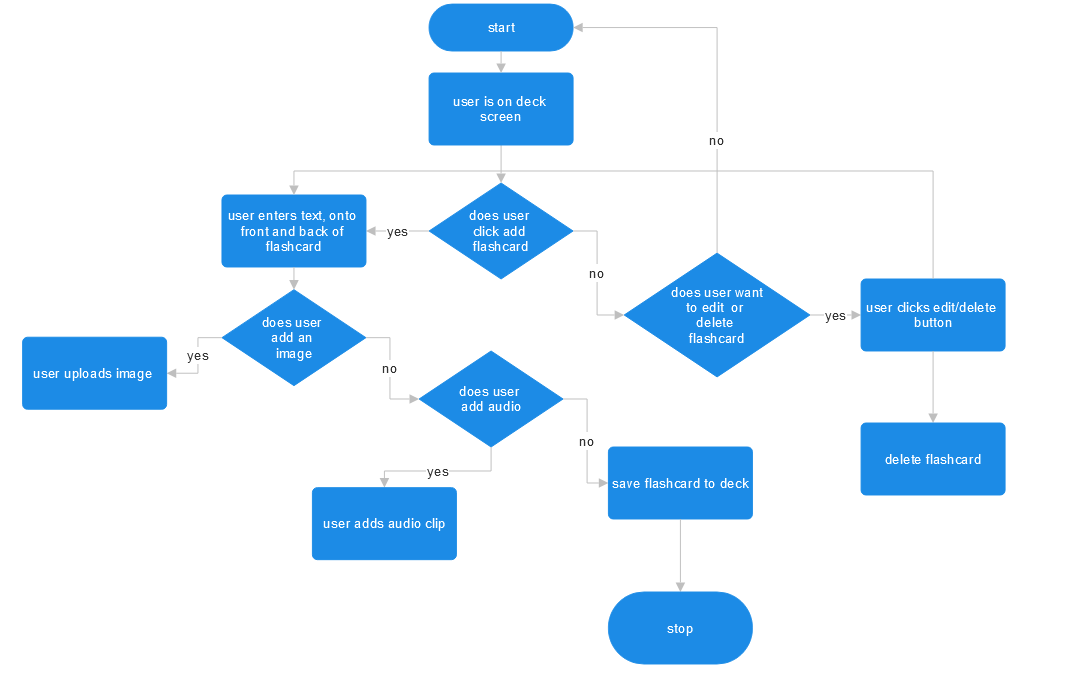 start
user is on deck
screen
no
user enters text, onto
front and back of
flashcard
yes
does user
click add
flashcard
no
does user want
to edit or
delete
flashcard
yes
user clicks edit/delete
button
does user
add an
image
yes
user uploads image
no
does user
add audio
no
yes
user adds audio clip
save flashcard to deck
delete flashcard
stop